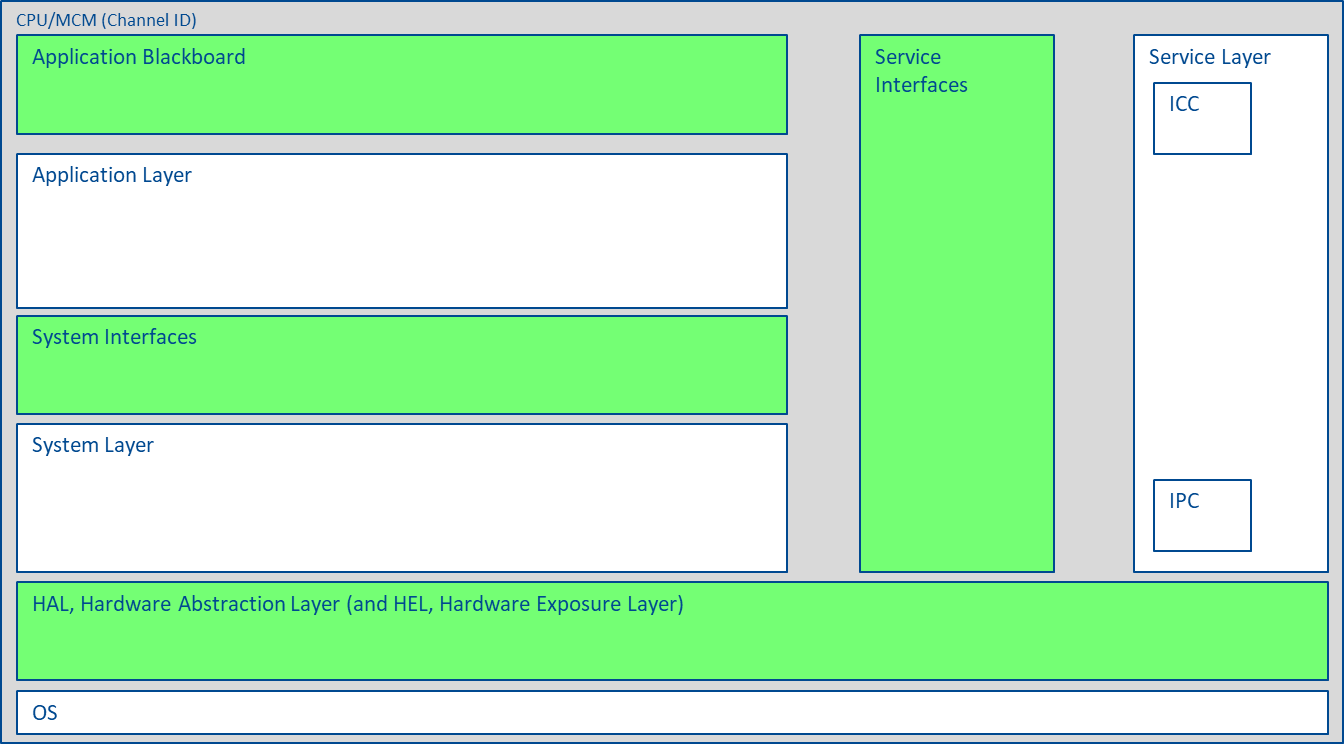 CPU/MCM (Channel ID)
Application Blackboard
Application Layer
System Interfaces
System Layer
Service
Interfaces
Service Layer
ICC
IPC
HAL, Hardware Abstraction Layer (and HEL, Hardware Exposure Layer)
OS